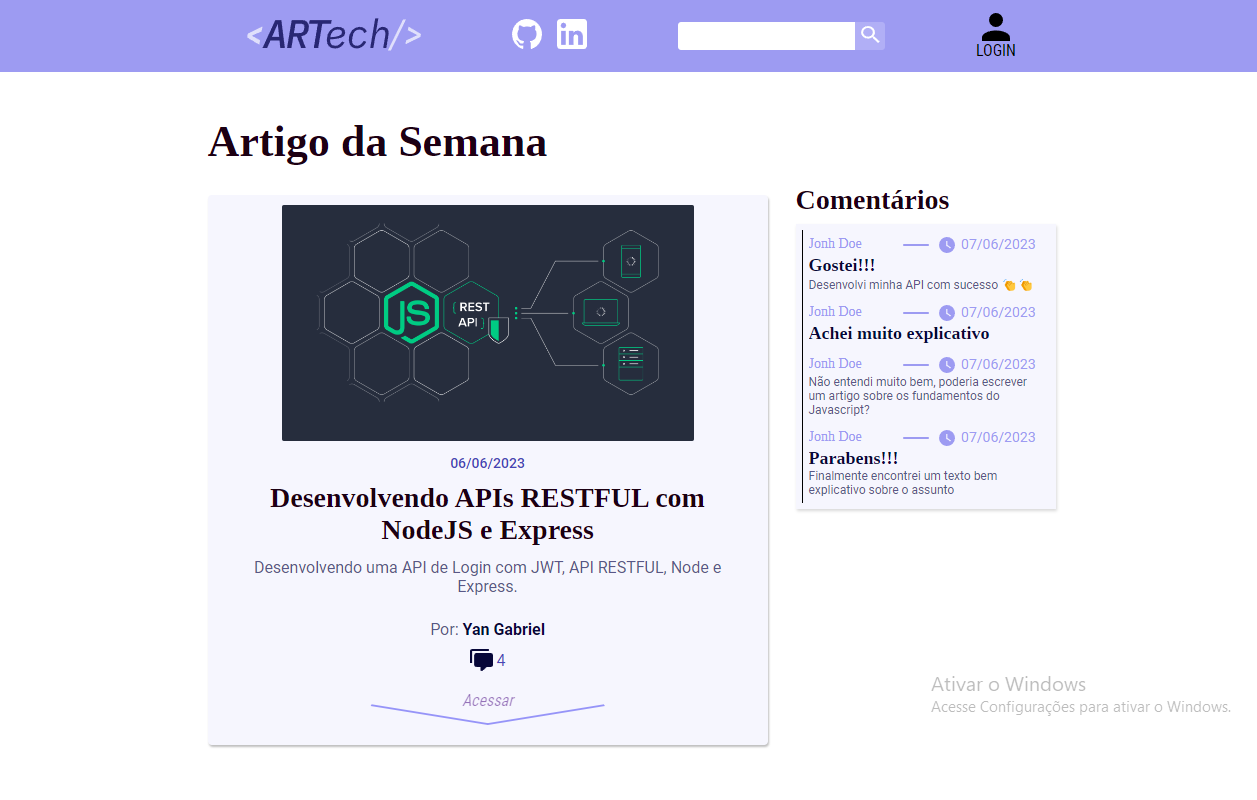 <ARTech/>
LOGIN
Artigo da Semana
JS
REST
API
06/06/2023
Desenvolvendo APIs RESTFUL com
NodeJS e Express
Desenvolvendo uma API de Login com JWT, API RESTFUL, Node e
Express.
Por: Yan Gabriel
4
Acessar
Comentários
Jonh Doe 07/06/2023
Gostei!!!
Desenvolvi minha API com sucesso 👏 👏
Jonh Doe 07/06/2023
Achei muito explicativo
Jonh Doe 07/06/2023
Não entendi muito bem, poderia escrever
um artigo sobre os fundamentos do
Javascript?
Jonh Doe 07/06/2023
Parabens!!!
Finalmente encontrei um texto bem
explicativo sobre o assunto
Ativar o Windows
Acesse Configurações para ativar o Windows.